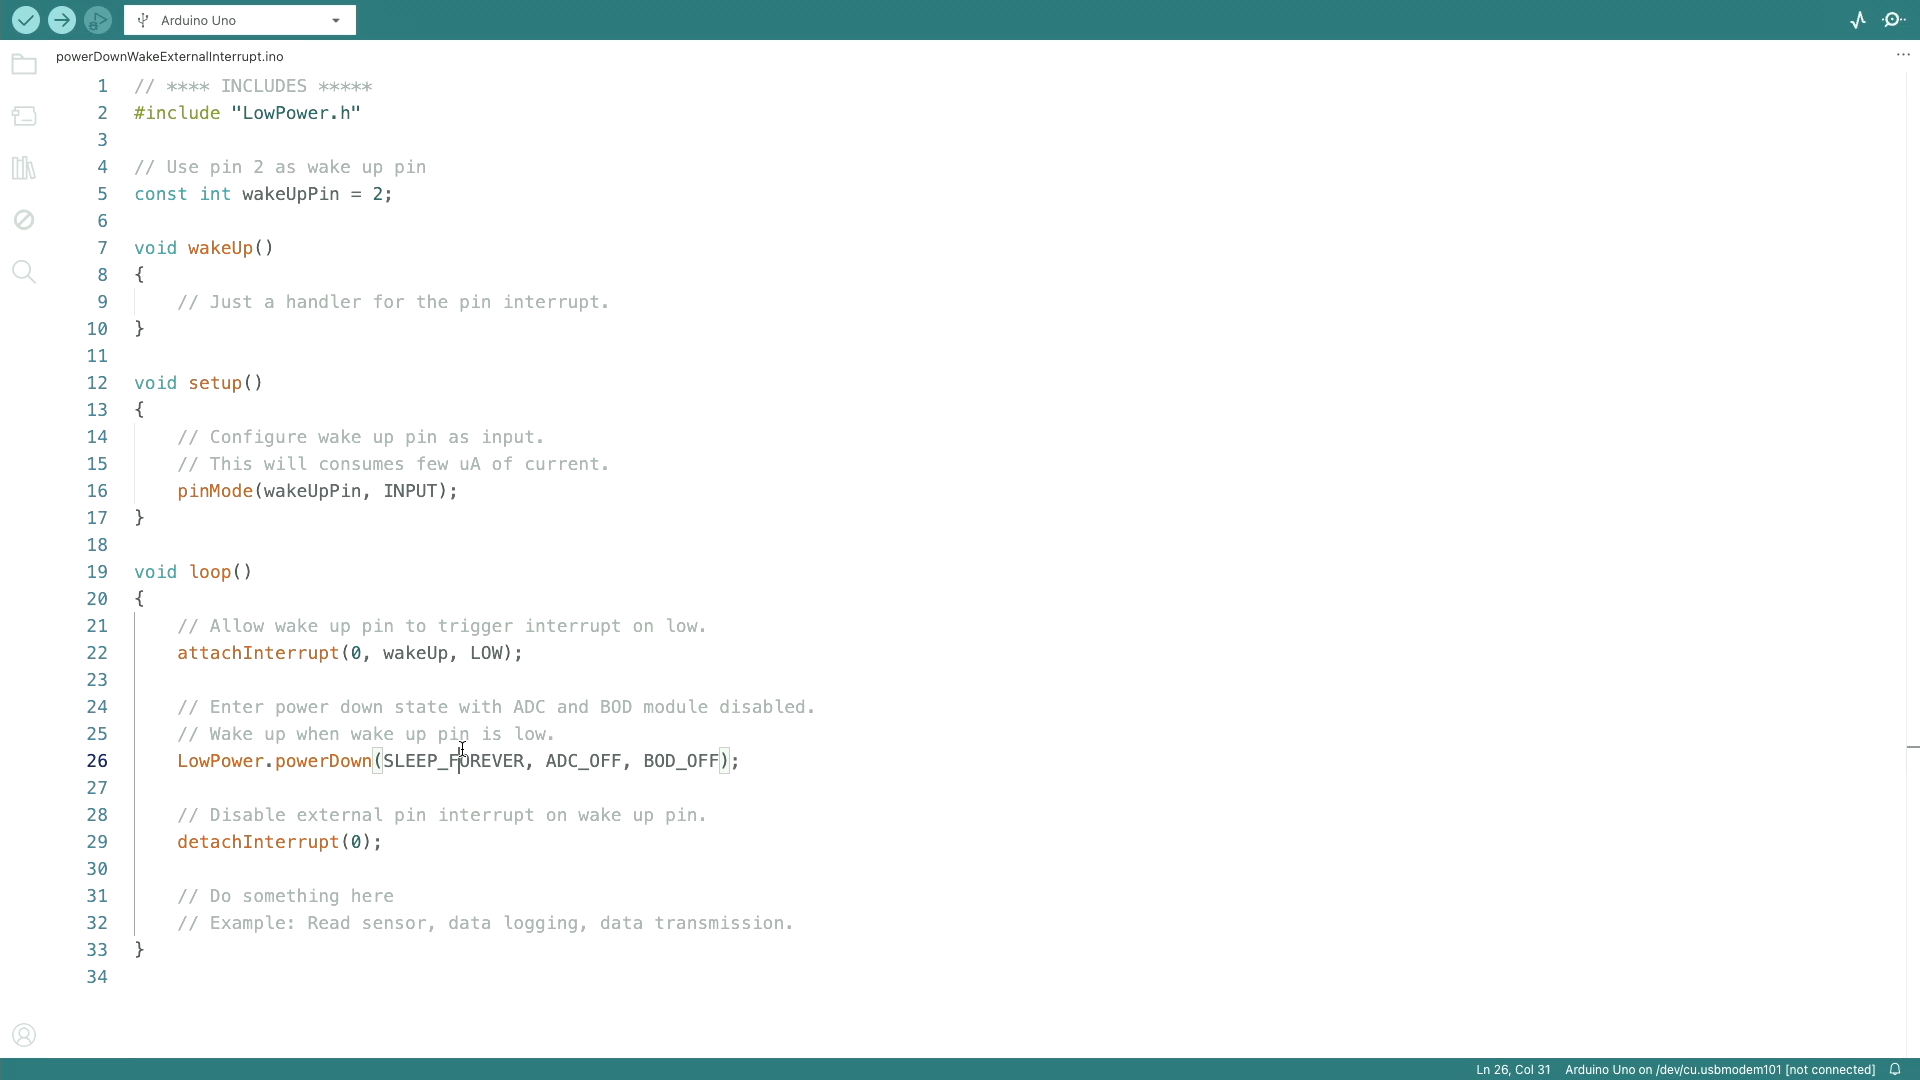 Arduino Uno
powerDownWakeExternalInterrupt.ino
1 // **** INCLUDES *****
2 #include "LowPower.h"
3
4 // Use pin 2 as wake up pin
5 const int wakeUpPin = 2;
6
7 void wakeUp()
8 {
9     // Just a handler for the pin interrupt.
10 }
11
12 void setup()
13 {
14     // Configure wake up pin as input.
15     // This will consumes few uA of current.
16     pinMode(wakeUpPin, INPUT);
17 }
18
19 void loop()
20 {
21     // Allow wake up pin to trigger interrupt on low.
22     attachInterrupt(0, wakeUp, LOW);
23
24     // Enter power down state with ADC and BOD module disabled.
25     // Wake up when wake up pin is low.
26     LowPower.powerDown(SLEEP_FOREVER, ADC_OFF, BOD_OFF);
27
28     // Disable external pin interrupt on wake up pin.
29     detachInterrupt(0);
30
31     // Do something here
32     // Example: Read sensor, data logging, data transmission.
33 }
34
Ln 26, Col 31 Arduino Uno on /dev/cu.usbmodem101 [not connected]